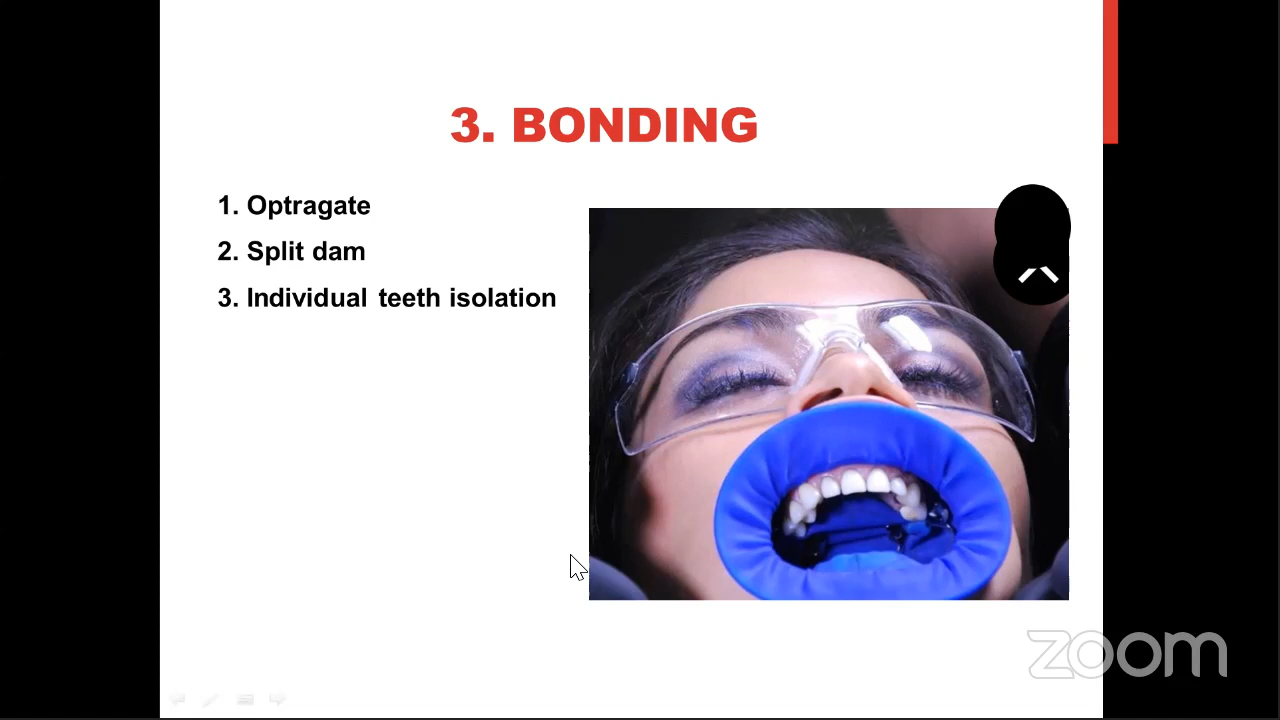 3. BONDING
1. Optragate
2. Split dam
3. Individual teeth isolation
zoom